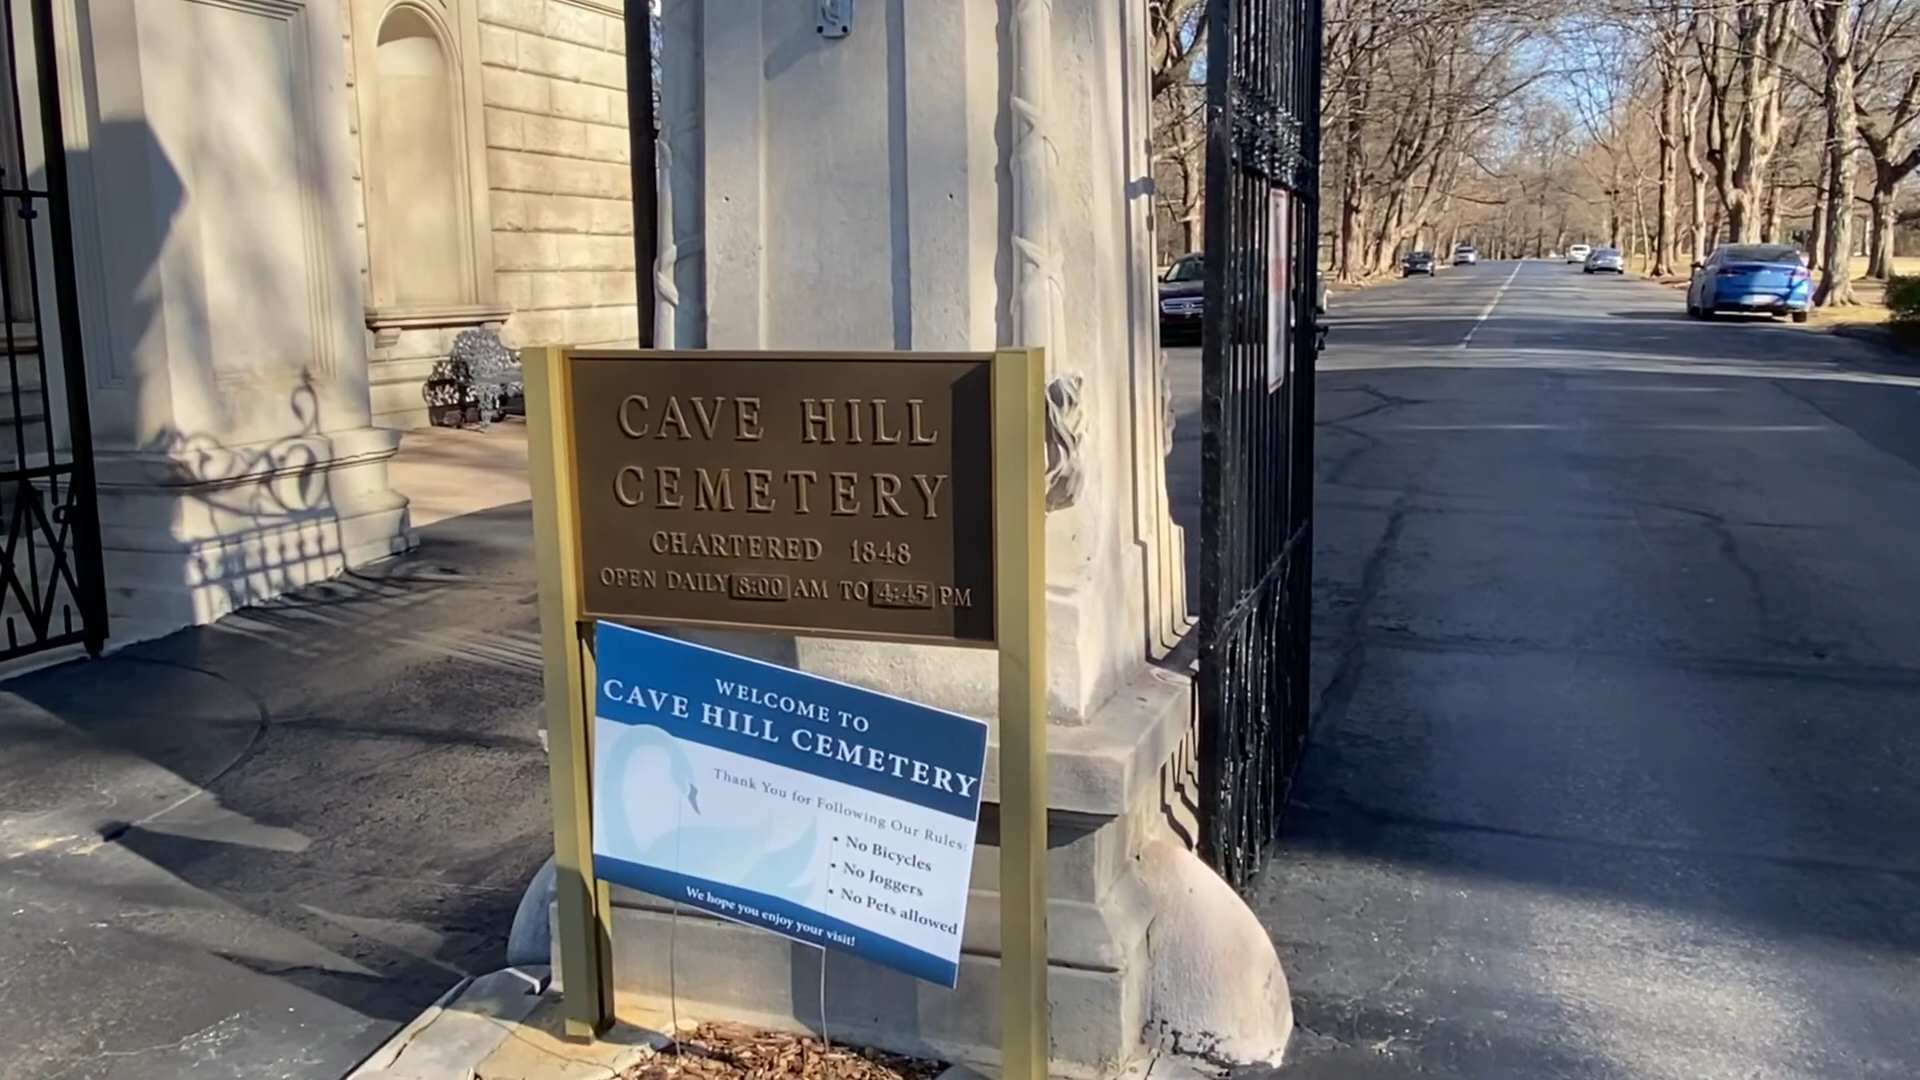 CAVE HILL
CEMETERY
CHARTERED 1848
OPEN DAILY 8:00 AM TO 4:45 PM
WELCOME TO
CAVE HILL CEMETERY
Thank You for Following Our Rules:
• No Bicycles
• No Joggers
• No Pets allowed
We hope you enjoy your visit!